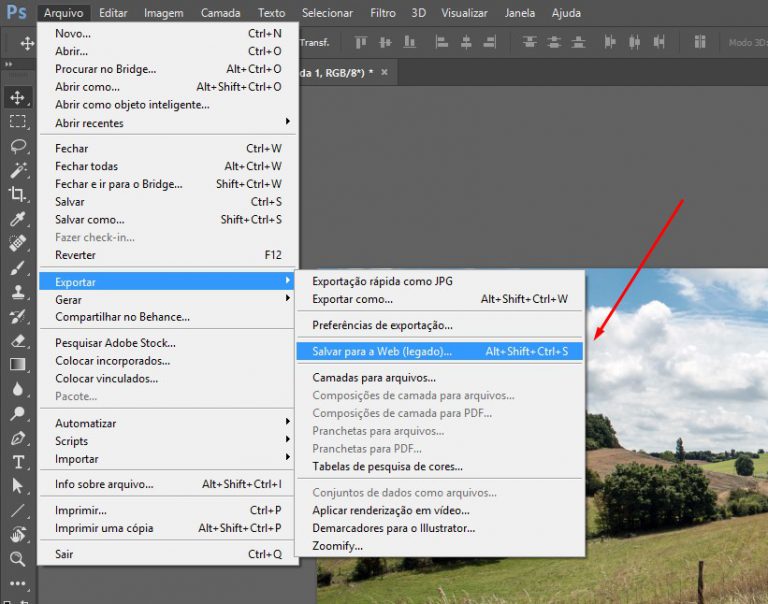 Ps Arquivo Editar Imagem Camada Texto Selecionar Filtro 3D Visualizar Janela Ajuda
Transf. Modo 3D:
da 1, RGB/8*) * ×
Novo... Ctrl+N
Abrir... Ctrl+O
Procurar no Bridge... Alt+Ctrl+O
Abrir como... Alt+Shift+Ctrl+O
Abrir como objeto inteligente...
Abrir recentes
Fechar Ctrl+W
Fechar todas Alt+Ctrl+W
Fechar e ir para o Bridge... Shift+Ctrl+W
Salvar Ctrl+S
Salvar como... Shift+Ctrl+S
Fazer check-in...
Reverter F12
Exportar
Gerar
Compartilhar no Behance...
Pesquisar Adobe Stock...
Colocar incorporados...
Colocar vinculados...
Pacote...
Automatizar
Scripts
Importar
Info sobre arquivo... Alt+Shift+Ctrl+I
Imprimir... Ctrl+P
Imprimir uma cópia Alt+Shift+Ctrl+P
Sair Ctrl+Q
Exportação rápida como JPG
Exportar como... Alt+Shift+Ctrl+W
Preferências de exportação...
Salvar para a Web (legado)... Alt+Shift+Ctrl+S
Camadas para arquivos...
Composições de camada para arquivos...
Composições de camada para PDF...
Pranchetas para arquivos...
Pranchetas para PDF...
Tabelas de pesquisa de cores...
Conjuntos de dados como arquivos...
Aplicar renderização em vídeo...
Demarcadores para o Illustrator...
Zoomify...